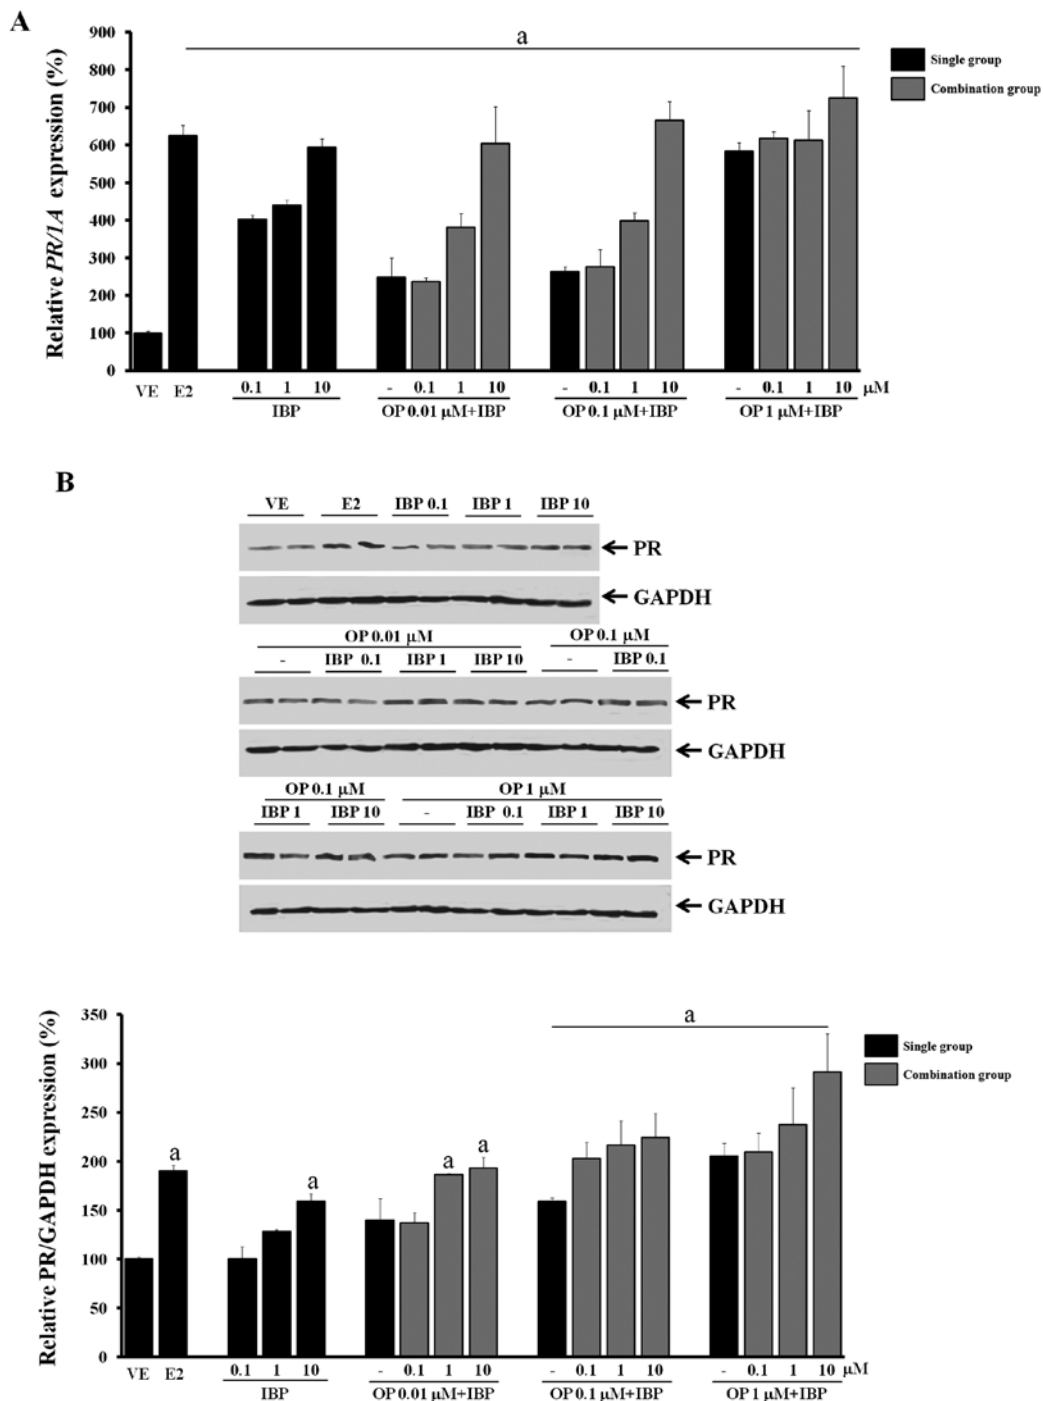 A
Relative PR/1A expression (%)
900
800
700
600
500
400
300
200
100
0
a
Single group
Combination group
VE E2 0.1 1 10 - 0.1 1 10 - 0.1 1 10 - 0.1 1 10 μM
IBP OP 0.01 μM+IBP OP 0.1 μM+IBP OP 1 μM+IBP
B
VE E2 IBP 0.1 IBP 1 IBP 10
PR
GAPDH
OP 0.01 μM OP 0.1 μM
- IBP 0.1 IBP 1 IBP 10 - IBP 0.1
PR
GAPDH
OP 0.1 μM OP 1 μM
IBP 1 IBP 10 - IBP 0.1 IBP 1 IBP 10
PR
GAPDH
Relative PR/GAPDH expression (%)
350
300
250
200
150
100
50
0
a
a
a
a a
Single group
Combination group
VE E2 0.1 1 10 - 0.1 1 10 - 0.1 1 10 - 0.1 1 10 μM
IBP OP 0.01 μM+IBP OP 0.1 μM+IBP OP 1 μM+IBP